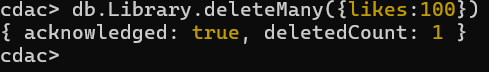 cdac> db.Library.deleteMany({likes:100})
{ acknowledged: true, deletedCount: 1 }
cdac>